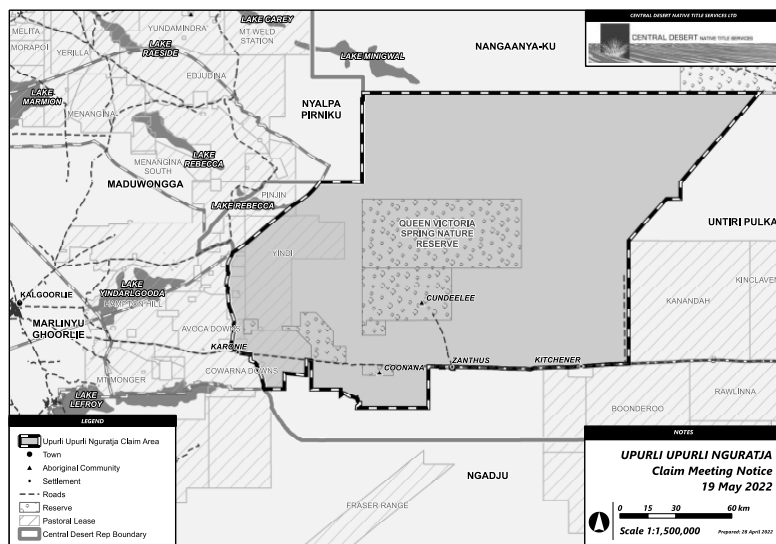 CENTRAL DESERT NATIVE TITLE SERVICES LTD
CENTRAL DESERT NATIVE TITLE SERVICES
MELITA
MORAPOI
YERILLA
YUNDAMINDRA
LAKE CAREY
MT WELD
STATION
LAKE
RAESIDE
EDJUDINA
LAKE MINIGWAL
NANGAANYA-KU
LAKE
MARMION
MENANGINA
NYALPA
PIRNIKU
MENANGINA
SOUTH
LAKE
REBECCA
MADUWONGGA
PINJIN
LAKE REBECCA
QUEEN VICTORIA
SPRING NATURE
RESERVE
UNTIRI PULKA
YINDI
LAKE
YINDARLGOODA
HAMPTON HILL
KALGOORLIE
CUNDEELEE
KINCLAVEN
KANANDAH
MARLINYU
GHOORLIE
AVOCA DOWNS
KARONIE
COWARNA DOWNS
COONANA
ZANTHUS
KITCHENER
MT MONGER
LAKE
LEFROY
RAWLINNA
BOONDEROO
NGADJU
FRASER RANGE
LEGEND
Upurli Upurli Nguratja Claim Area
Town
Aboriginal Community
Settlement
Roads
Reserve
Pastoral Lease
Central Desert Rep Boundary
NOTES
UPURLI UPURLI NGURATJA
Claim Meeting Notice
19 May 2022
0 15 30 60 km
Scale 1:1,500,000
Prepared: 28 April 2022